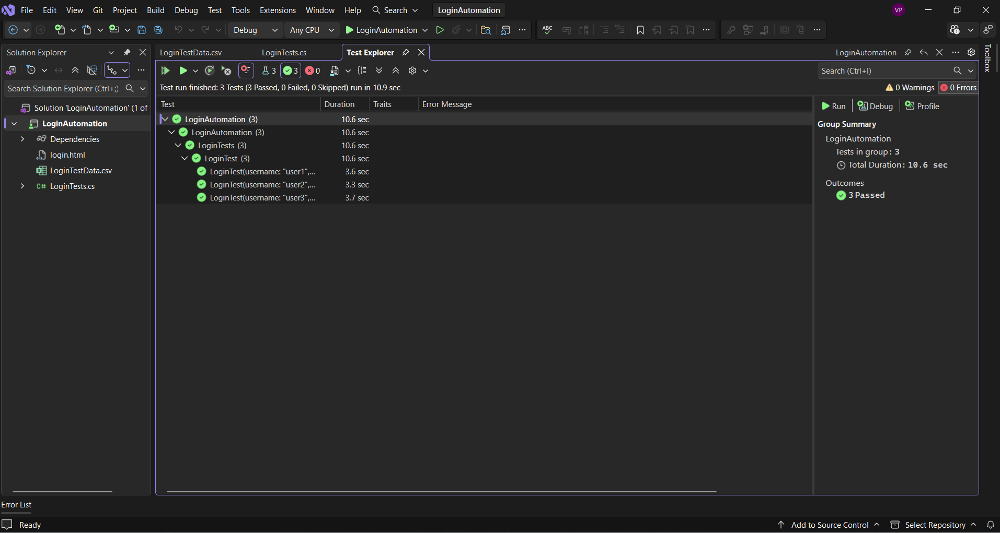 File Edit View Git Project Build Debug Test Tools Extensions Window Help Search LoginAutomation VP
Debug Any CPU LoginAutomation ABC
Solution Explorer
Search Solution Explorer (Ctrl+;)
Solution 'LoginAutomation' (1 of
LoginAutomation
Dependencies
login.html
LoginTestData.csv
C# LoginTests.cs
LoginTestData.csv LoginTests.cs Test Explorer LoginAutomation
3 3 0 Search (Ctrl+I)
Test run finished: 3 Tests (3 Passed, 0 Failed, 0 Skipped) run in 10.9 sec 0 Warnings 0 Errors
Test Duration Traits Error Message
LoginAutomation (3) 10.6 sec
LoginAutomation (3) 10.6 sec
LoginTests (3) 10.6 sec
LoginTest (3) 10.6 sec
LoginTest(username: "user1",... 3.6 sec
LoginTest(username: "user2",... 3.3 sec
LoginTest(username: "user3",... 3.7 sec
Run Debug Profile
Group Summary
LoginAutomation
Tests in group: 3
Total Duration: 10.6 sec
Outcomes
3 Passed
Toolbox
Error List
Ready Add to Source Control Select Repository